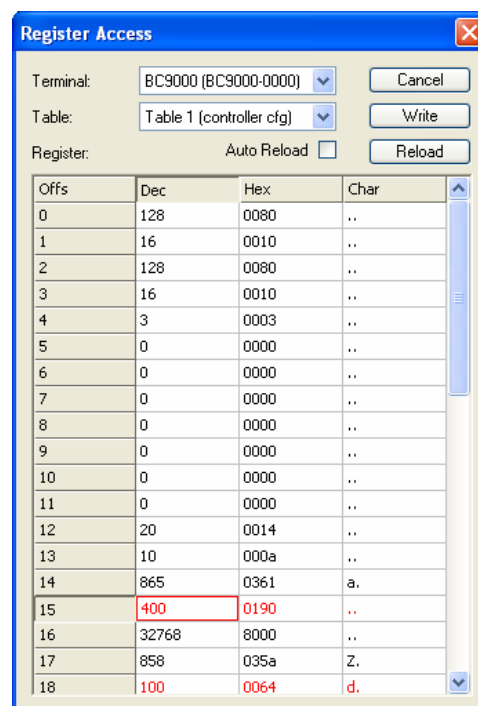 Register Access
Terminal: BC9000 (BC9000-0000) Cancel
Table: Table 1 (controller cfg) Write
Register: Auto Reload Reload
Offs Dec Hex Char
0 128 0080 ..
1 16 0010 ..
2 128 0080 ..
3 16 0010 ..
4 3 0003 ..
5 0 0000 ..
6 0 0000 ..
7 0 0000 ..
8 0 0000 ..
9 0 0000 ..
10 0 0000 ..
11 0 0000 ..
12 20 0014 ..
13 10 000a ..
14 865 0361 a.
15 400 0190 ..
16 32768 8000 ..
17 858 035a Z.
18 100 0064 d.